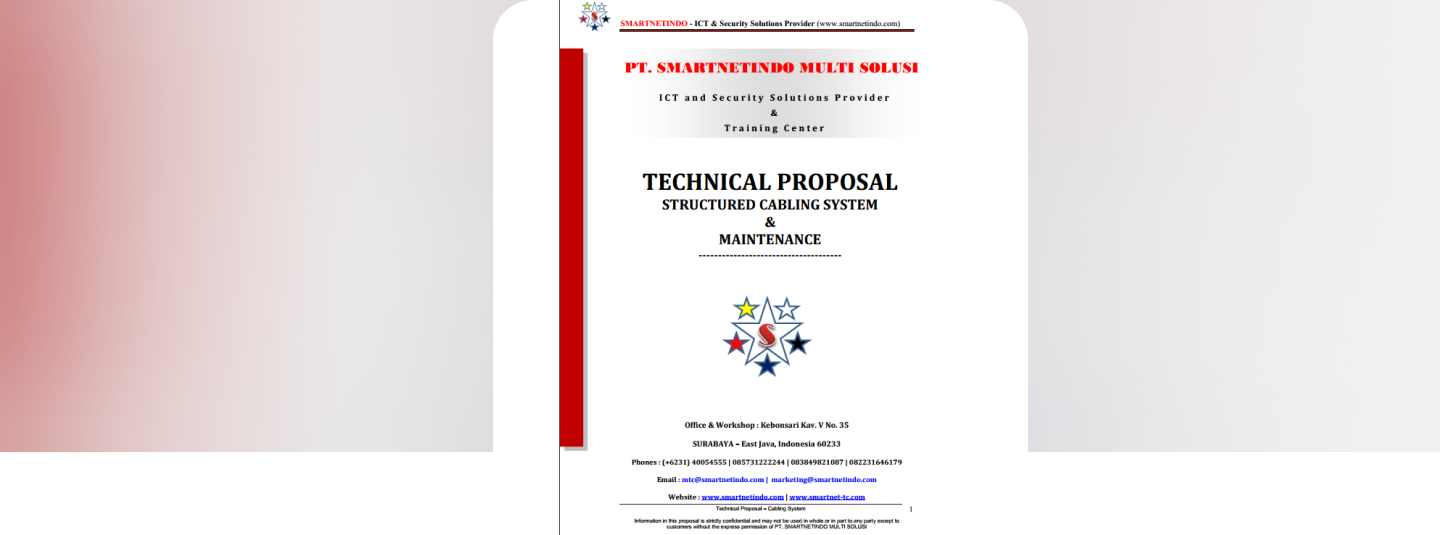 SMARTNETINDO - ICT & Security Solutions Provider (www.smartnetindo.com)
PT. SMARTNETINDO MULTI SOLUSI
ICT and Security Solutions Provider
&
Training Center
TECHNICAL PROPOSAL
STRUCTURED CABLING SYSTEM
&
MAINTENANCE
------------------------------------
S
Office & Workshop : Kebonsari Kav. V No. 35
SURABAYA – East Java, Indonesia 60233
Phones : (+6231) 40054555 | 085731222244 | 083849821087 | 082231646179
Email : mtc@smartnetindo.com | marketing@smartnetindo.com
Website : www.smartnetindo.com | www.smartnet-tc.com
Technical Proposal – Cabling System |
Information in this proposal is strictly confidential and may not be used in whole or in part to any party except to
customers without the express permission of PT. SMARTNETINDO MULTI SOLUSI